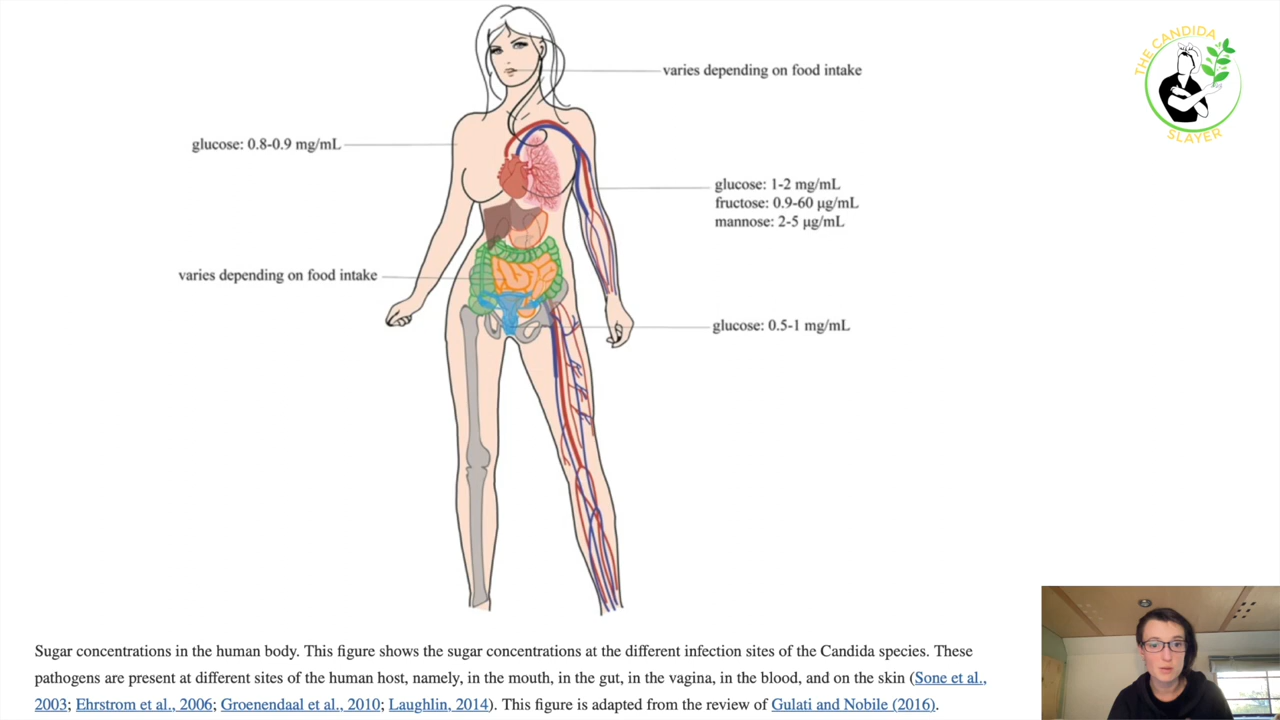 THE CANDIDA
SLAYER
varies depending on food intake
glucose: 0.8-0.9 mg/mL
glucose: 1-2 mg/mL
fructose: 0.9-60 µg/mL
mannose: 2-5 µg/mL
varies depending on food intake
glucose: 0.5-1 mg/mL
Sugar concentrations in the human body. This figure shows the sugar concentrations at the different infection sites of the Candida species. These
pathogens are present at different sites of the human host, namely, in the mouth, in the gut, in the vagina, in the blood, and on the skin (Sone et al.,
2003; Ehrstrom et al., 2006; Groenendaal et al., 2010; Laughlin, 2014). This figure is adapted from the review of Gulati and Nobile (2016).